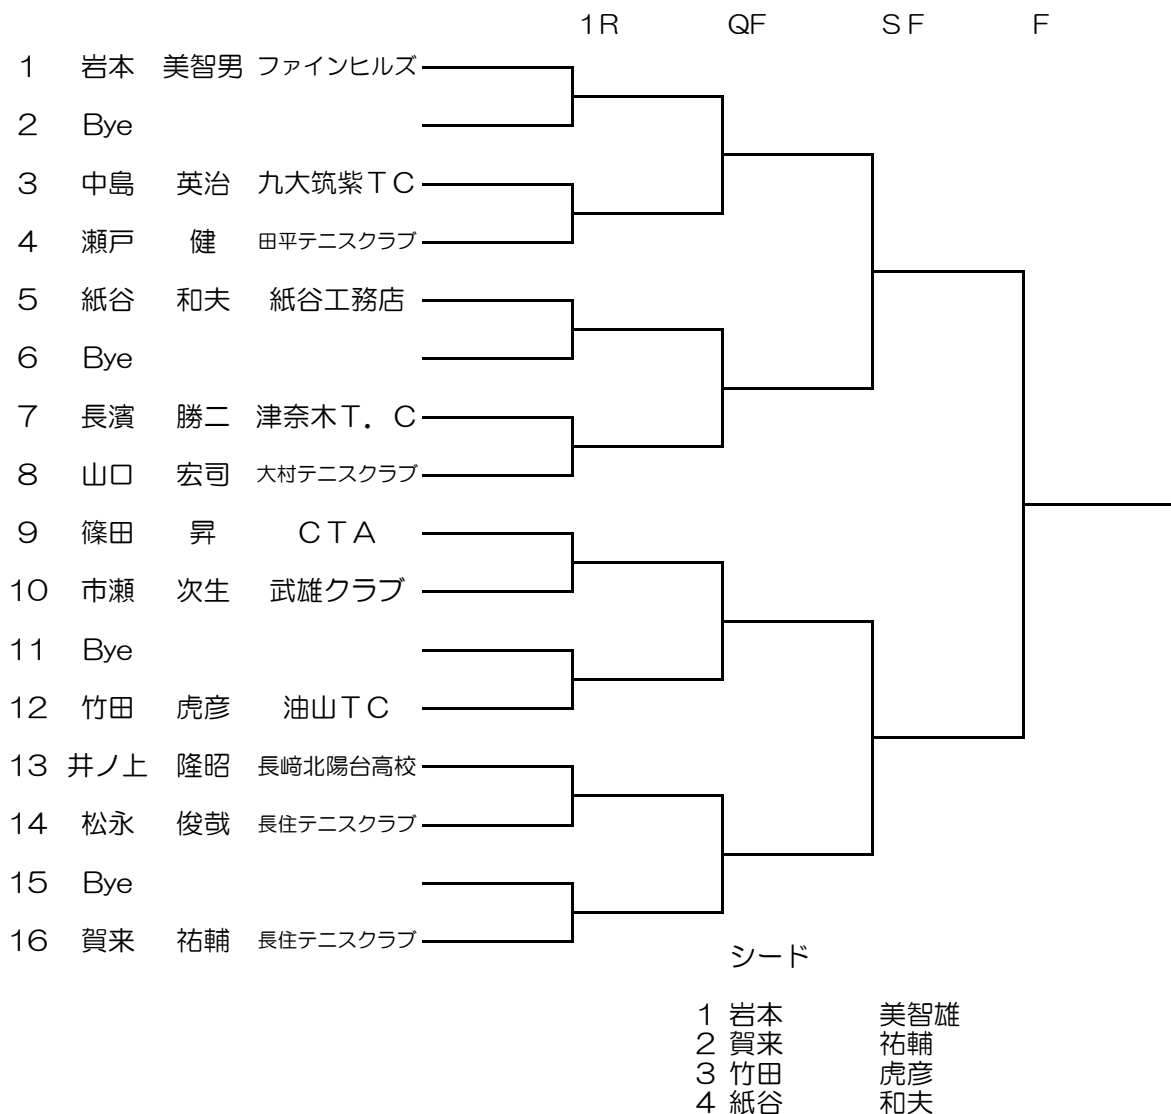 1R QF SF F
1 岩本 美智男 ファインヒルズ
2 Bye
3 中島 英治 九大筑紫TC
4 瀬戸 健 田平テニスクラブ
5 紙谷 和夫 紙谷工務店
6 Bye
7 長濱 勝二 津奈木T．C
8 山口 宏司 大村テニスクラブ
9 篠田 昇 CTA
10 市瀬 次生 武雄クラブ
11 Bye
12 竹田 虎彦 油山TC
13 井ノ上 隆昭 長﨑北陽台高校
14 松永 俊哉 長住テニスクラブ
15 Bye
16 賀来 祐輔 長住テニスクラブ
シード
1 岩本 美智雄
2 賀来 祐輔
3 竹田 虎彦
4 紙谷 和夫